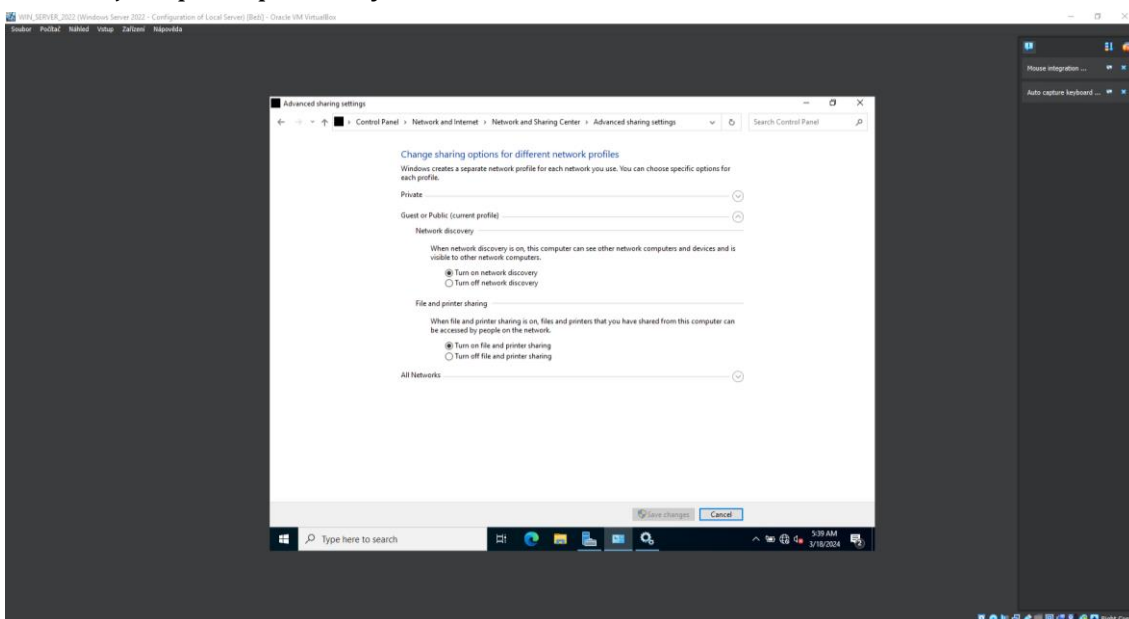 WIN_SERVER_2022 (Windows Server 2022 - Configuration of Local Server) [Běží] - Oracle VM VirtualBox
Soubor Počítač Náhled Vstup Zařízení Nápověda
Mouse integration ...
Auto capture keyboard ...
Advanced sharing settings
Control Panel > Network and Internet > Network and Sharing Center > Advanced sharing settings
Search Control Panel
Change sharing options for different network profiles
Windows creates a separate network profile for each network you use. You can choose specific options for
each profile.
Private
Guest or Public (current profile)
Network discovery
When network discovery is on, this computer can see other network computers and devices and is
visible to other network computers.
Turn on network discovery
Turn off network discovery
File and printer sharing
When file and printer sharing is on, files and printers that you have shared from this computer can
be accessed by people on the network.
Turn on file and printer sharing
Turn off file and printer sharing
All Networks
Save changes Cancel
Type here to search
5:39 AM
3/18/2024
2